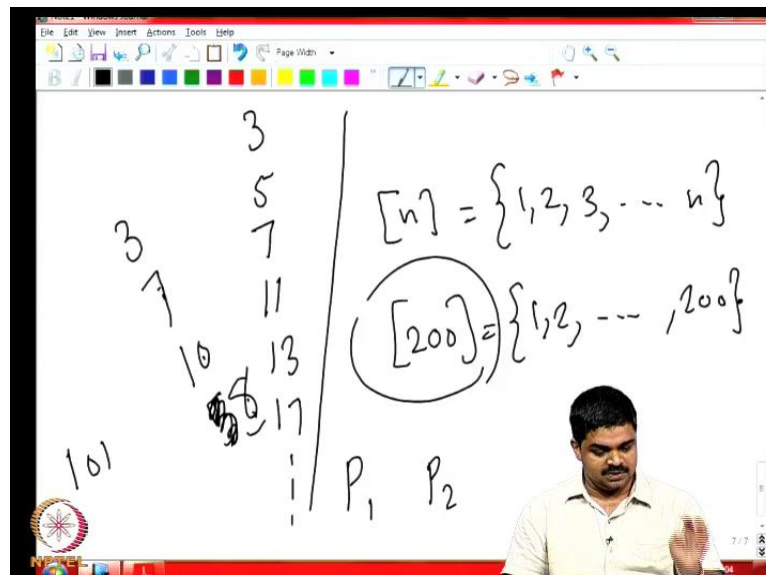 File Edit View Insert Actions Tools Help
Page Width
3
5
7
11
13
17
3
7
10
8
101
[n] = {1, 2, 3, ... n}
[200] = {1, 2, ... , 200}
P1 P2
7/7
NPTEL